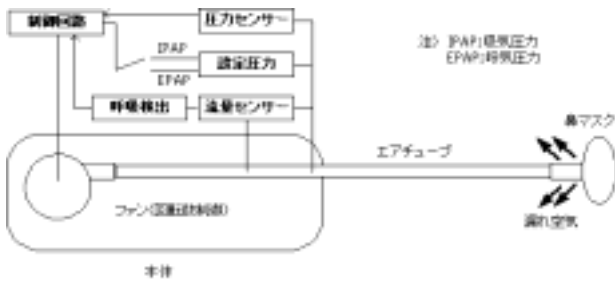 制御回路
圧力センサー
IPAP
設定圧力
EPAP
呼吸検出
流量センサー
注) IPAP:吸気圧力
EPAP:呼気圧力
鼻マスク
エアチューブ
ファン(回転速度制御)
漏れ空気
本体